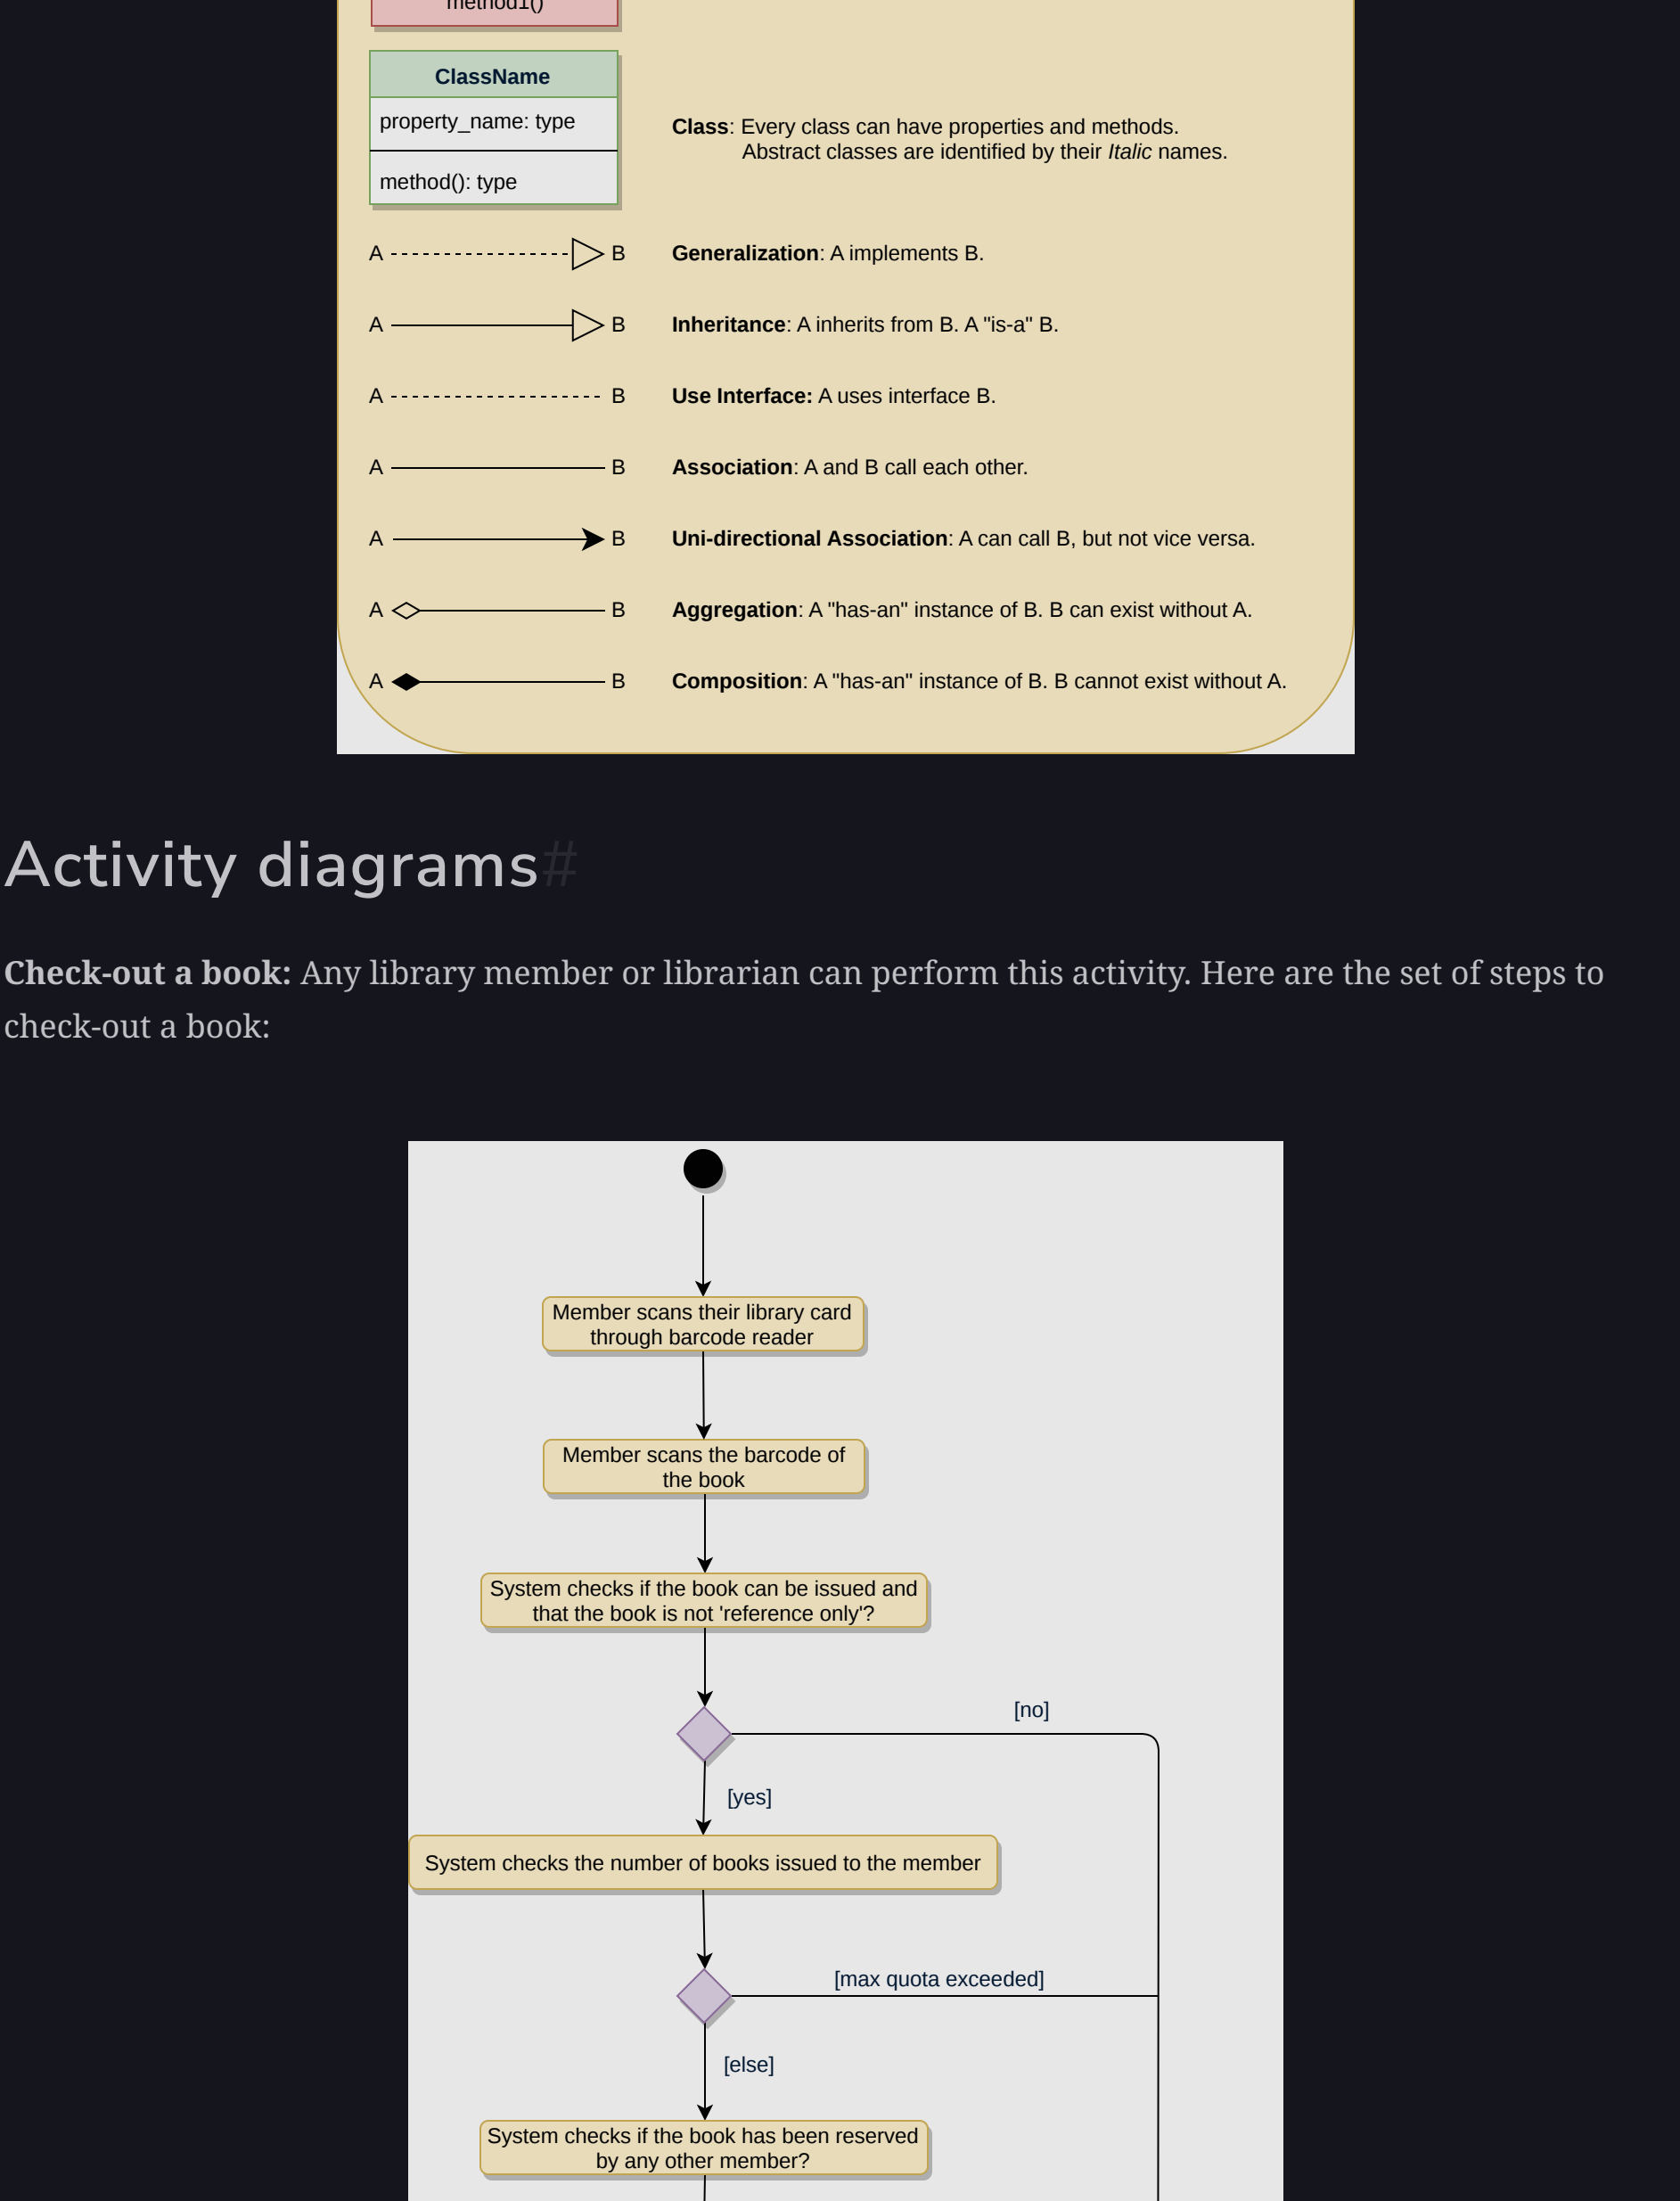 method1()
ClassName
property_name: type
method(): type
Class: Every class can have properties and methods.
Abstract classes are identified by their Italic names.
A B Generalization: A implements B.
A B Inheritance: A inherits from B. A "is-a" B.
A B Use Interface: A uses interface B.
A B Association: A and B call each other.
A B Uni-directional Association: A can call B, but not vice versa.
A B Aggregation: A "has-an" instance of B. B can exist without A.
A B Composition: A "has-an" instance of B. B cannot exist without A.
Activity diagrams#
Check-out a book: Any library member or librarian can perform this activity. Here are the set of steps to
check-out a book:
Member scans their library card
through barcode reader
Member scans the barcode of
the book
System checks if the book can be issued and
that the book is not 'reference only'?
[no]
[yes]
System checks the number of books issued to the member
[max quota exceeded]
[else]
System checks if the book has been reserved
by any other member?